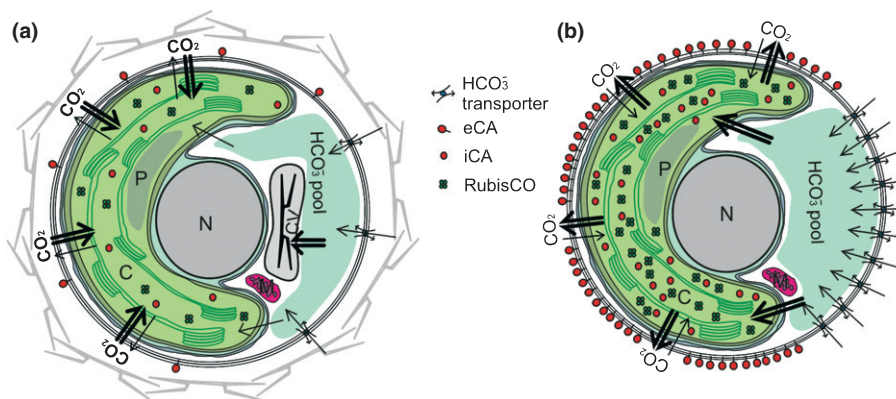 (a)
CO₂
CO₂
CO₂
CO₂
P
N
C
M
CV
HCO₃⁻ pool
HCO₃⁻
transporter
eCA
iCA
RubisCO
(b)
CO₂
CO₂
CO₂
CO₂
P
N
C
M
HCO₃⁻ pool